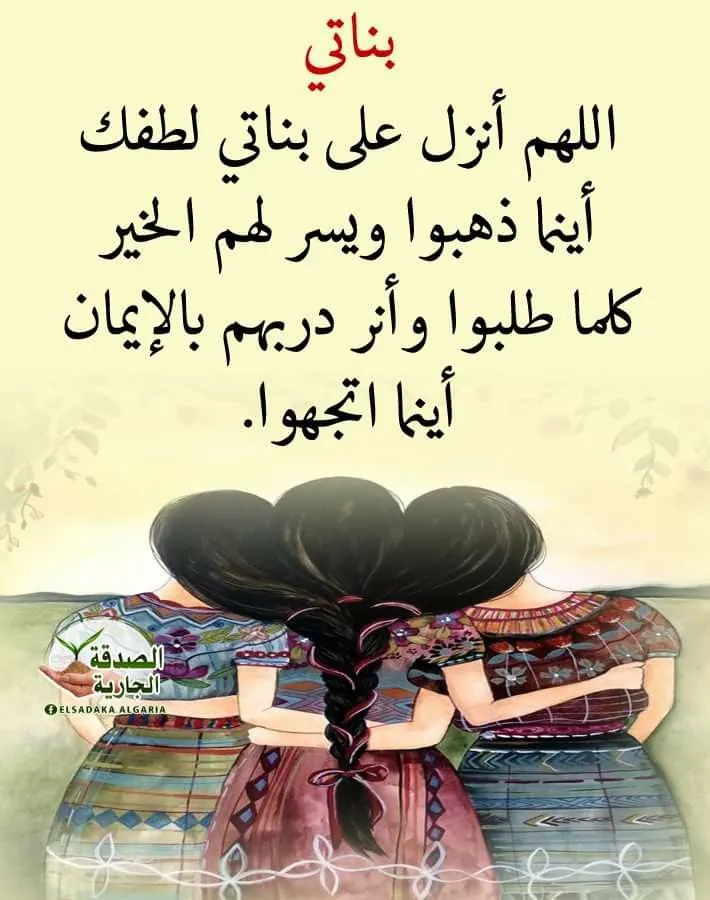 بناتي
اللهم أنزل على بناتي لطفك
أينما ذهبوا ويسر لهم الخير
كلما طلبوا وأنر دربهم بالإيمان
أينما اتجهوا.
الصدقة
الجارية
ELSADAKA.ALGARIA